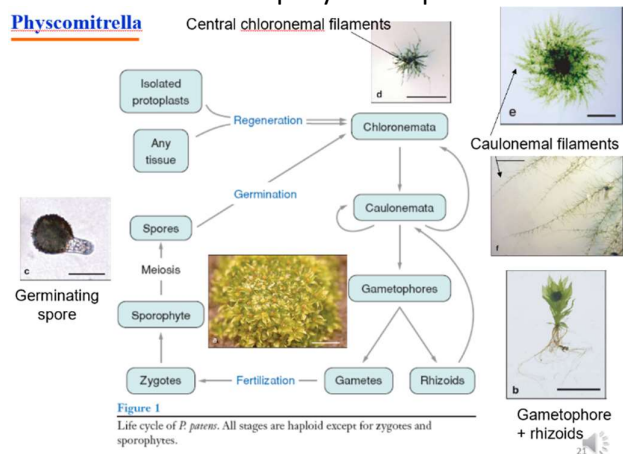 Physcomitrella
Central chloronemal filaments
d
e
Isolated
protoplasts
Regeneration
Any
tissue
Chloronemata
Caulonemal filaments
Germination
Spores
Caulonemata
f
c
Meiosis
Germinating
spore
Sporophyte
Gametophores
a
Zygotes
Fertilization
Gametes
Rhizoids
b
Figure 1
Life cycle of P. patens. All stages are haploid except for zygotes and
sporophytes.
Gametophore
+ rhizoids
21